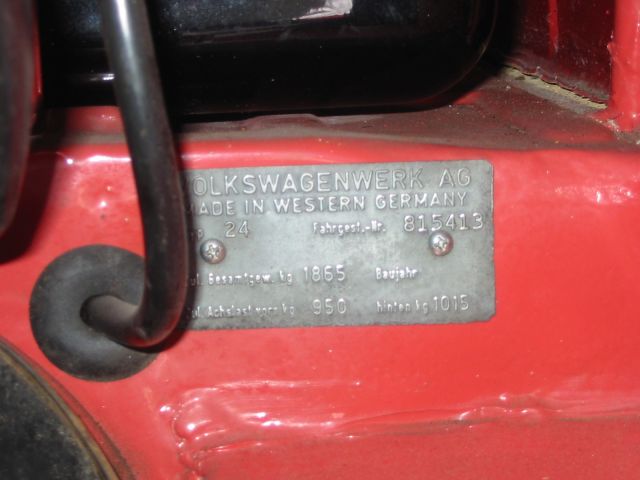 VOLKSWAGENWERK AG
MADE IN WESTERN GERMANY
24 Fahrgest.-Nr. 815413
Gesamtgew. kg 1865 Baujahr
Achslast vorn kg 950 hinten kg 1015